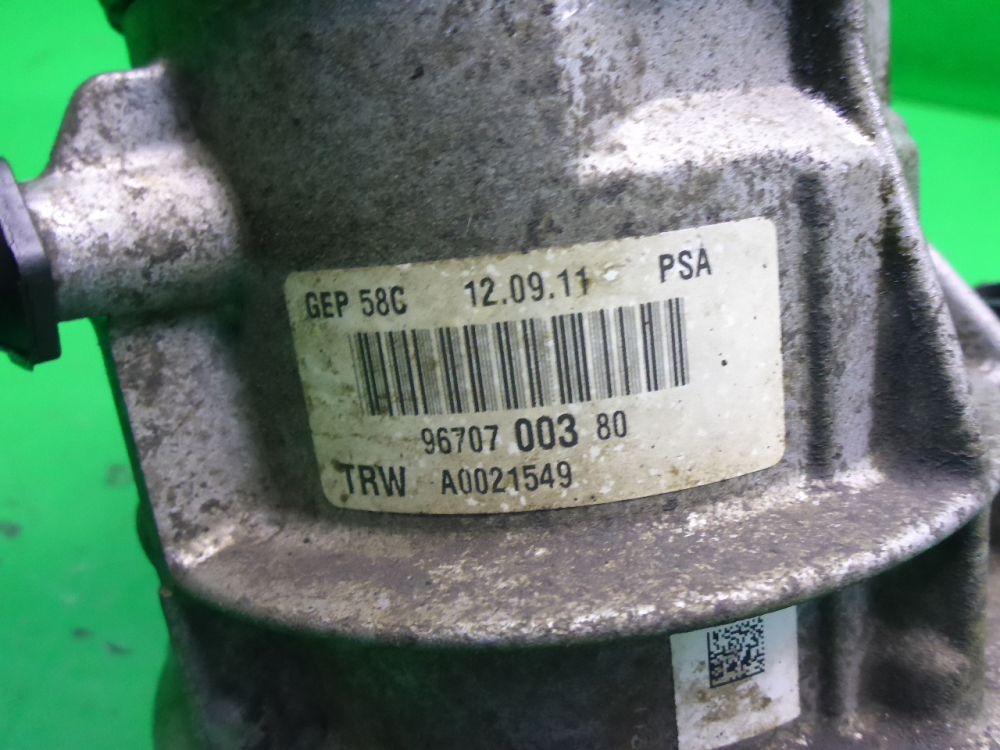 GEP 58C 12.09.11 PSA
96707 003 80
TRW A0021549